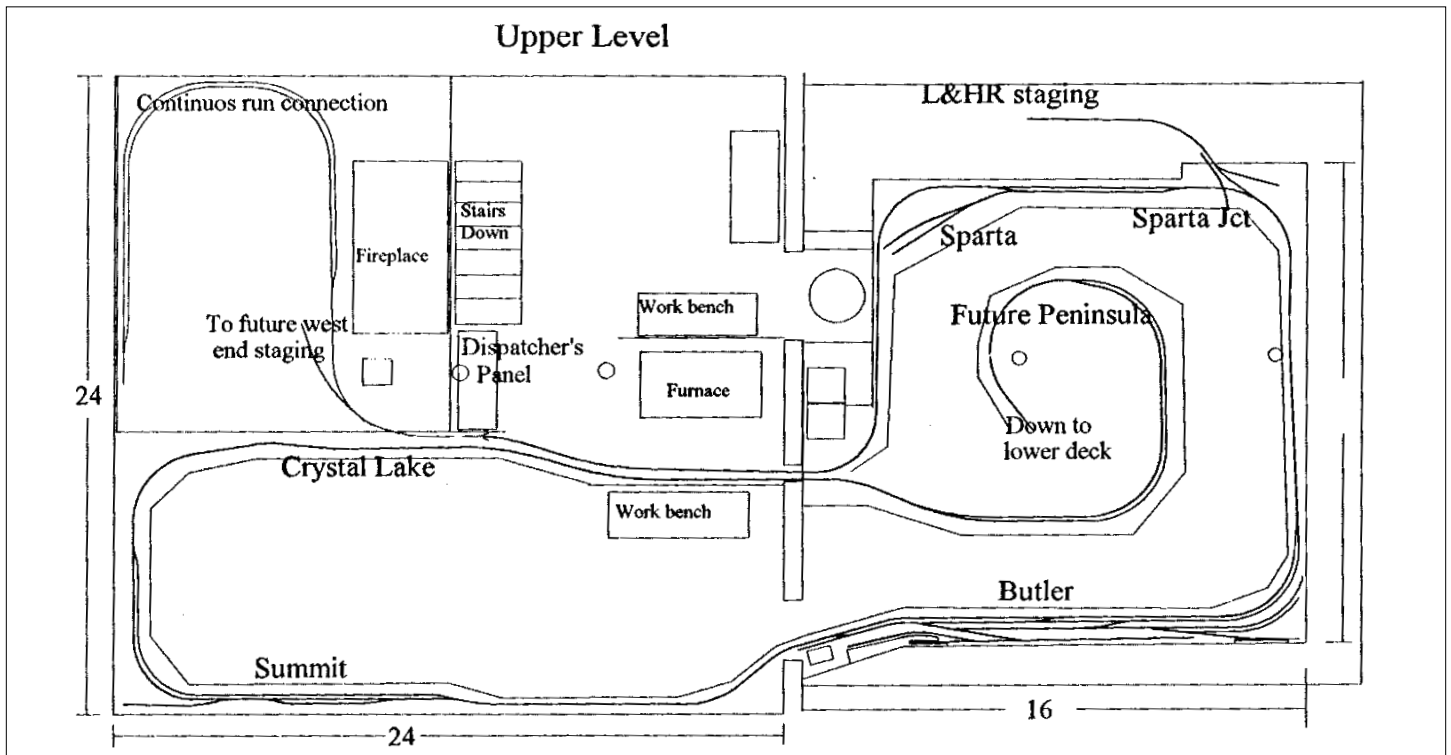 Upper Level
Continuos run connection
L&HR staging
Stairs
Down
Sparta
Sparta Jct
Fireplace
Work bench
Future Peninsula
To future west
end staging
Dispatcher's
Panel
Furnace
24
Down to
lower deck
Crystal Lake
Work bench
Butler
Summit
16
24